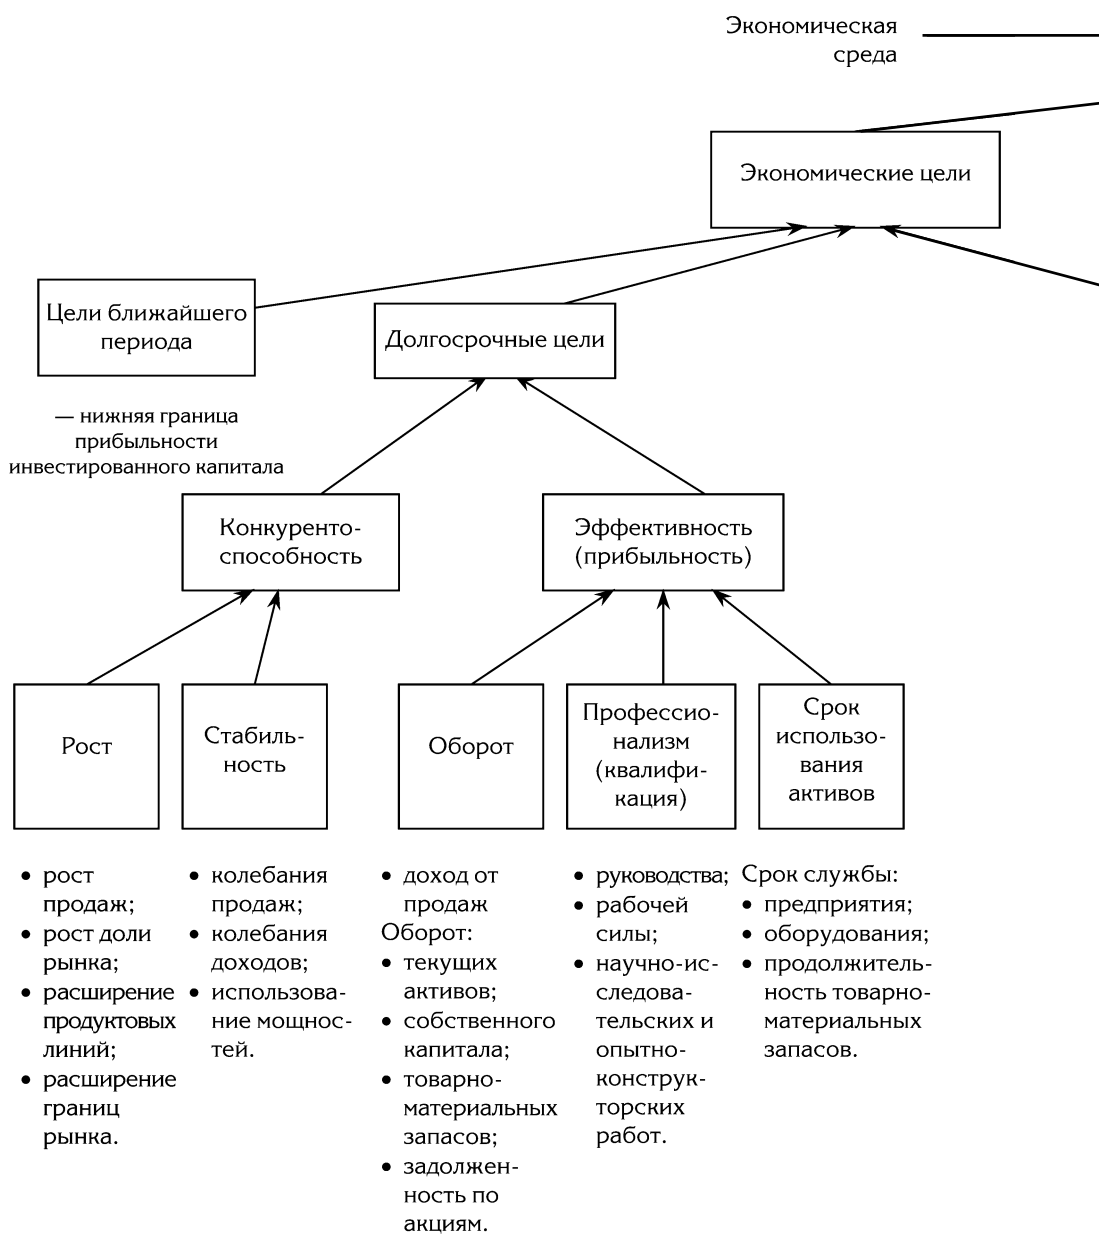 Экономическая
среда
Экономические цели
Цели ближайшего
периода
Долгосрочные цели
— нижняя граница
прибыльности
инвестированного капитала
Конкуренто-
способность
Эффективность
(прибыльность)
Рост
Стабиль-
ность
Оборот
Профессио-
нализм
(квалифи-
кация)
Срок
использо-
вания
активов
• рост
продаж;
• рост доли
рынка;
• расширение
продуктовых
линий;
• расширение
границ
рынка.
• колебания
продаж;
• колебания
доходов;
• использова-
ние мощнос-
тей.
• доход от
продаж
Оборот:
• текущих
активов;
• собственного
капитала;
• товарно-
материальных
запасов;
• задолжен-
ность по
акциям.
• руководства;
• рабочей
силы;
• научно-ис-
следова-
тельских и
опытно-
конструк-
торских
работ.
Срок службы:
• предприятия;
• оборудования;
• продолжитель-
ность товарно-
материальных
запасов.